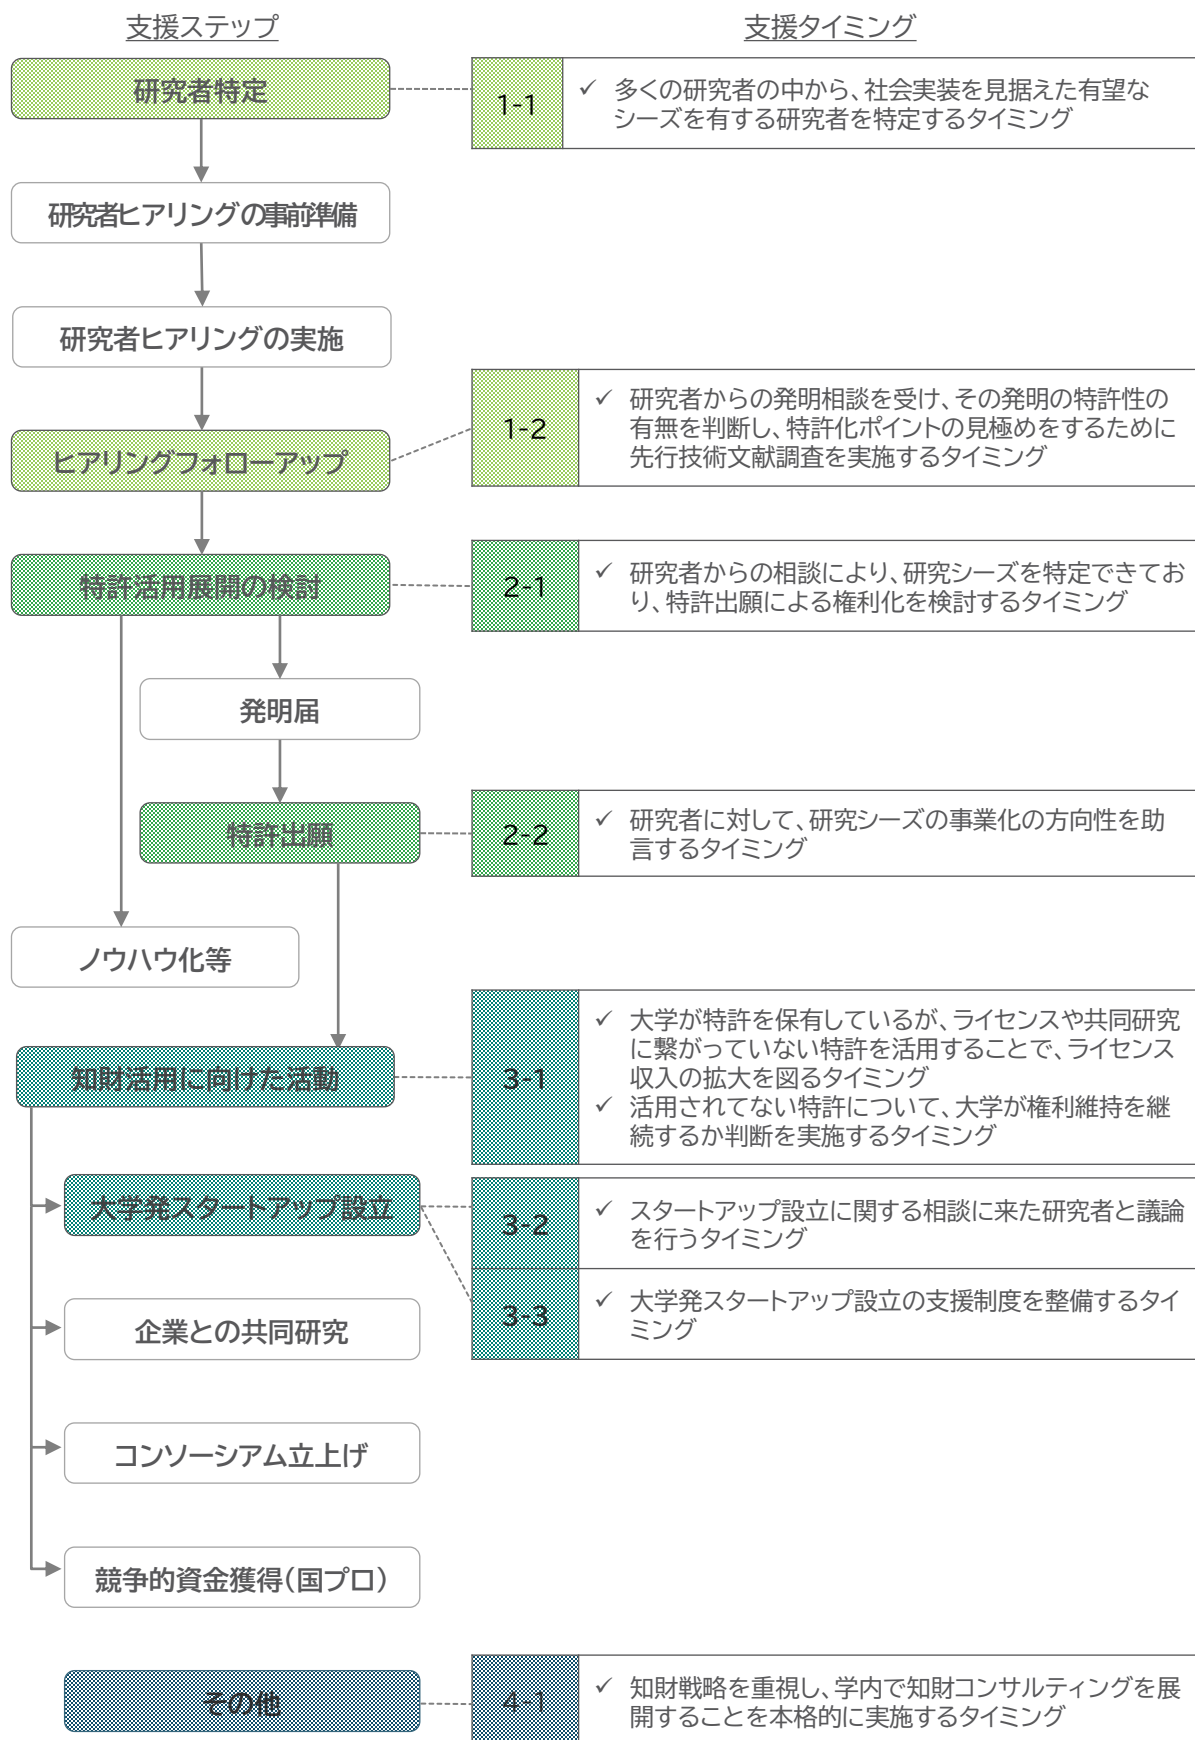 支援ステップ
支援タイミング
研究者特定
1-1
✓ 多くの研究者の中から、社会実装を見据えた有望な
シーズを有する研究者を特定するタイミング
研究者ヒアリングの事前準備
研究者ヒアリングの実施
ヒアリングフォローアップ
1-2
✓ 研究者からの発明相談を受け、その発明の特許性の
有無を判断し、特許化ポイントの見極めをするために
先行技術文献調査を実施するタイミング
特許活用展開の検討
2-1
✓ 研究者からの相談により、研究シーズを特定できてお
り、特許出願による権利化を検討するタイミング
発明届
特許出願
2-2
✓ 研究者に対して、研究シーズの事業化の方向性を助
言するタイミング
ノウハウ化等
知財活用に向けた活動
3-1
✓ 大学が特許を保有しているが、ライセンスや共同研究
に繋がっていない特許を活用することで、ライセンス
収入の拡大を図るタイミング
✓ 活用されてない特許について、大学が権利維持を継
続するか判断を実施するタイミング
大学発スタートアップ設立
3-2
✓ スタートアップ設立に関する相談に来た研究者と議論
を行うタイミング
3-3
✓ 大学発スタートアップ設立の支援制度を整備するタイ
ミング
企業との共同研究
コンソーシアム立上げ
競争的資金獲得(国プロ)
その他
4-1
✓ 知財戦略を重視し、学内で知財コンサルティングを展
開することを本格的に実施するタイミング